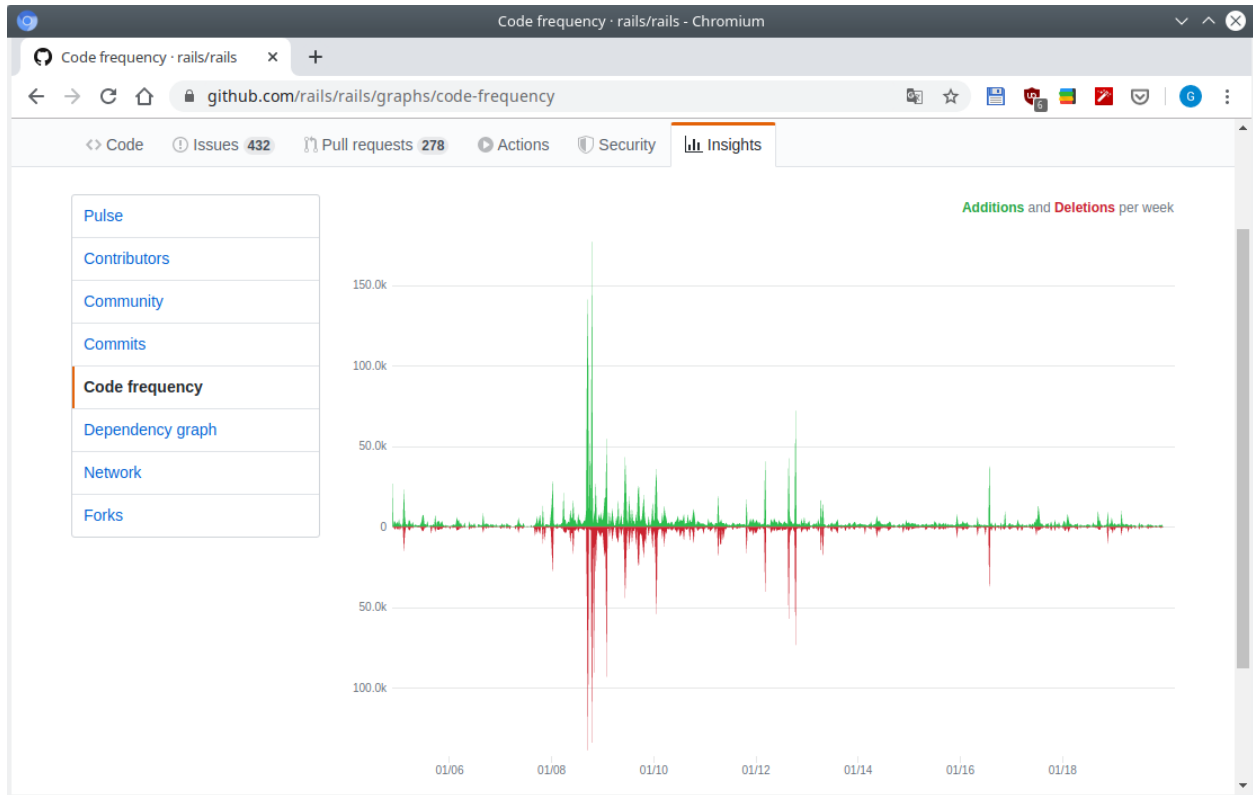 Code frequency · rails/rails - Chromium
Code frequency · rails/rails
github.com/rails/rails/graphs/code-frequency
6
G
Code
Issues 432
Pull requests 278
Actions
Security
Insights
Pulse
Contributors
Community
Commits
Code frequency
Dependency graph
Network
Forks
Additions and Deletions per week
150.0k
100.0k
50.0k
0
50.0k
100.0k
01/06 01/08 01/10 01/12 01/14 01/16 01/18